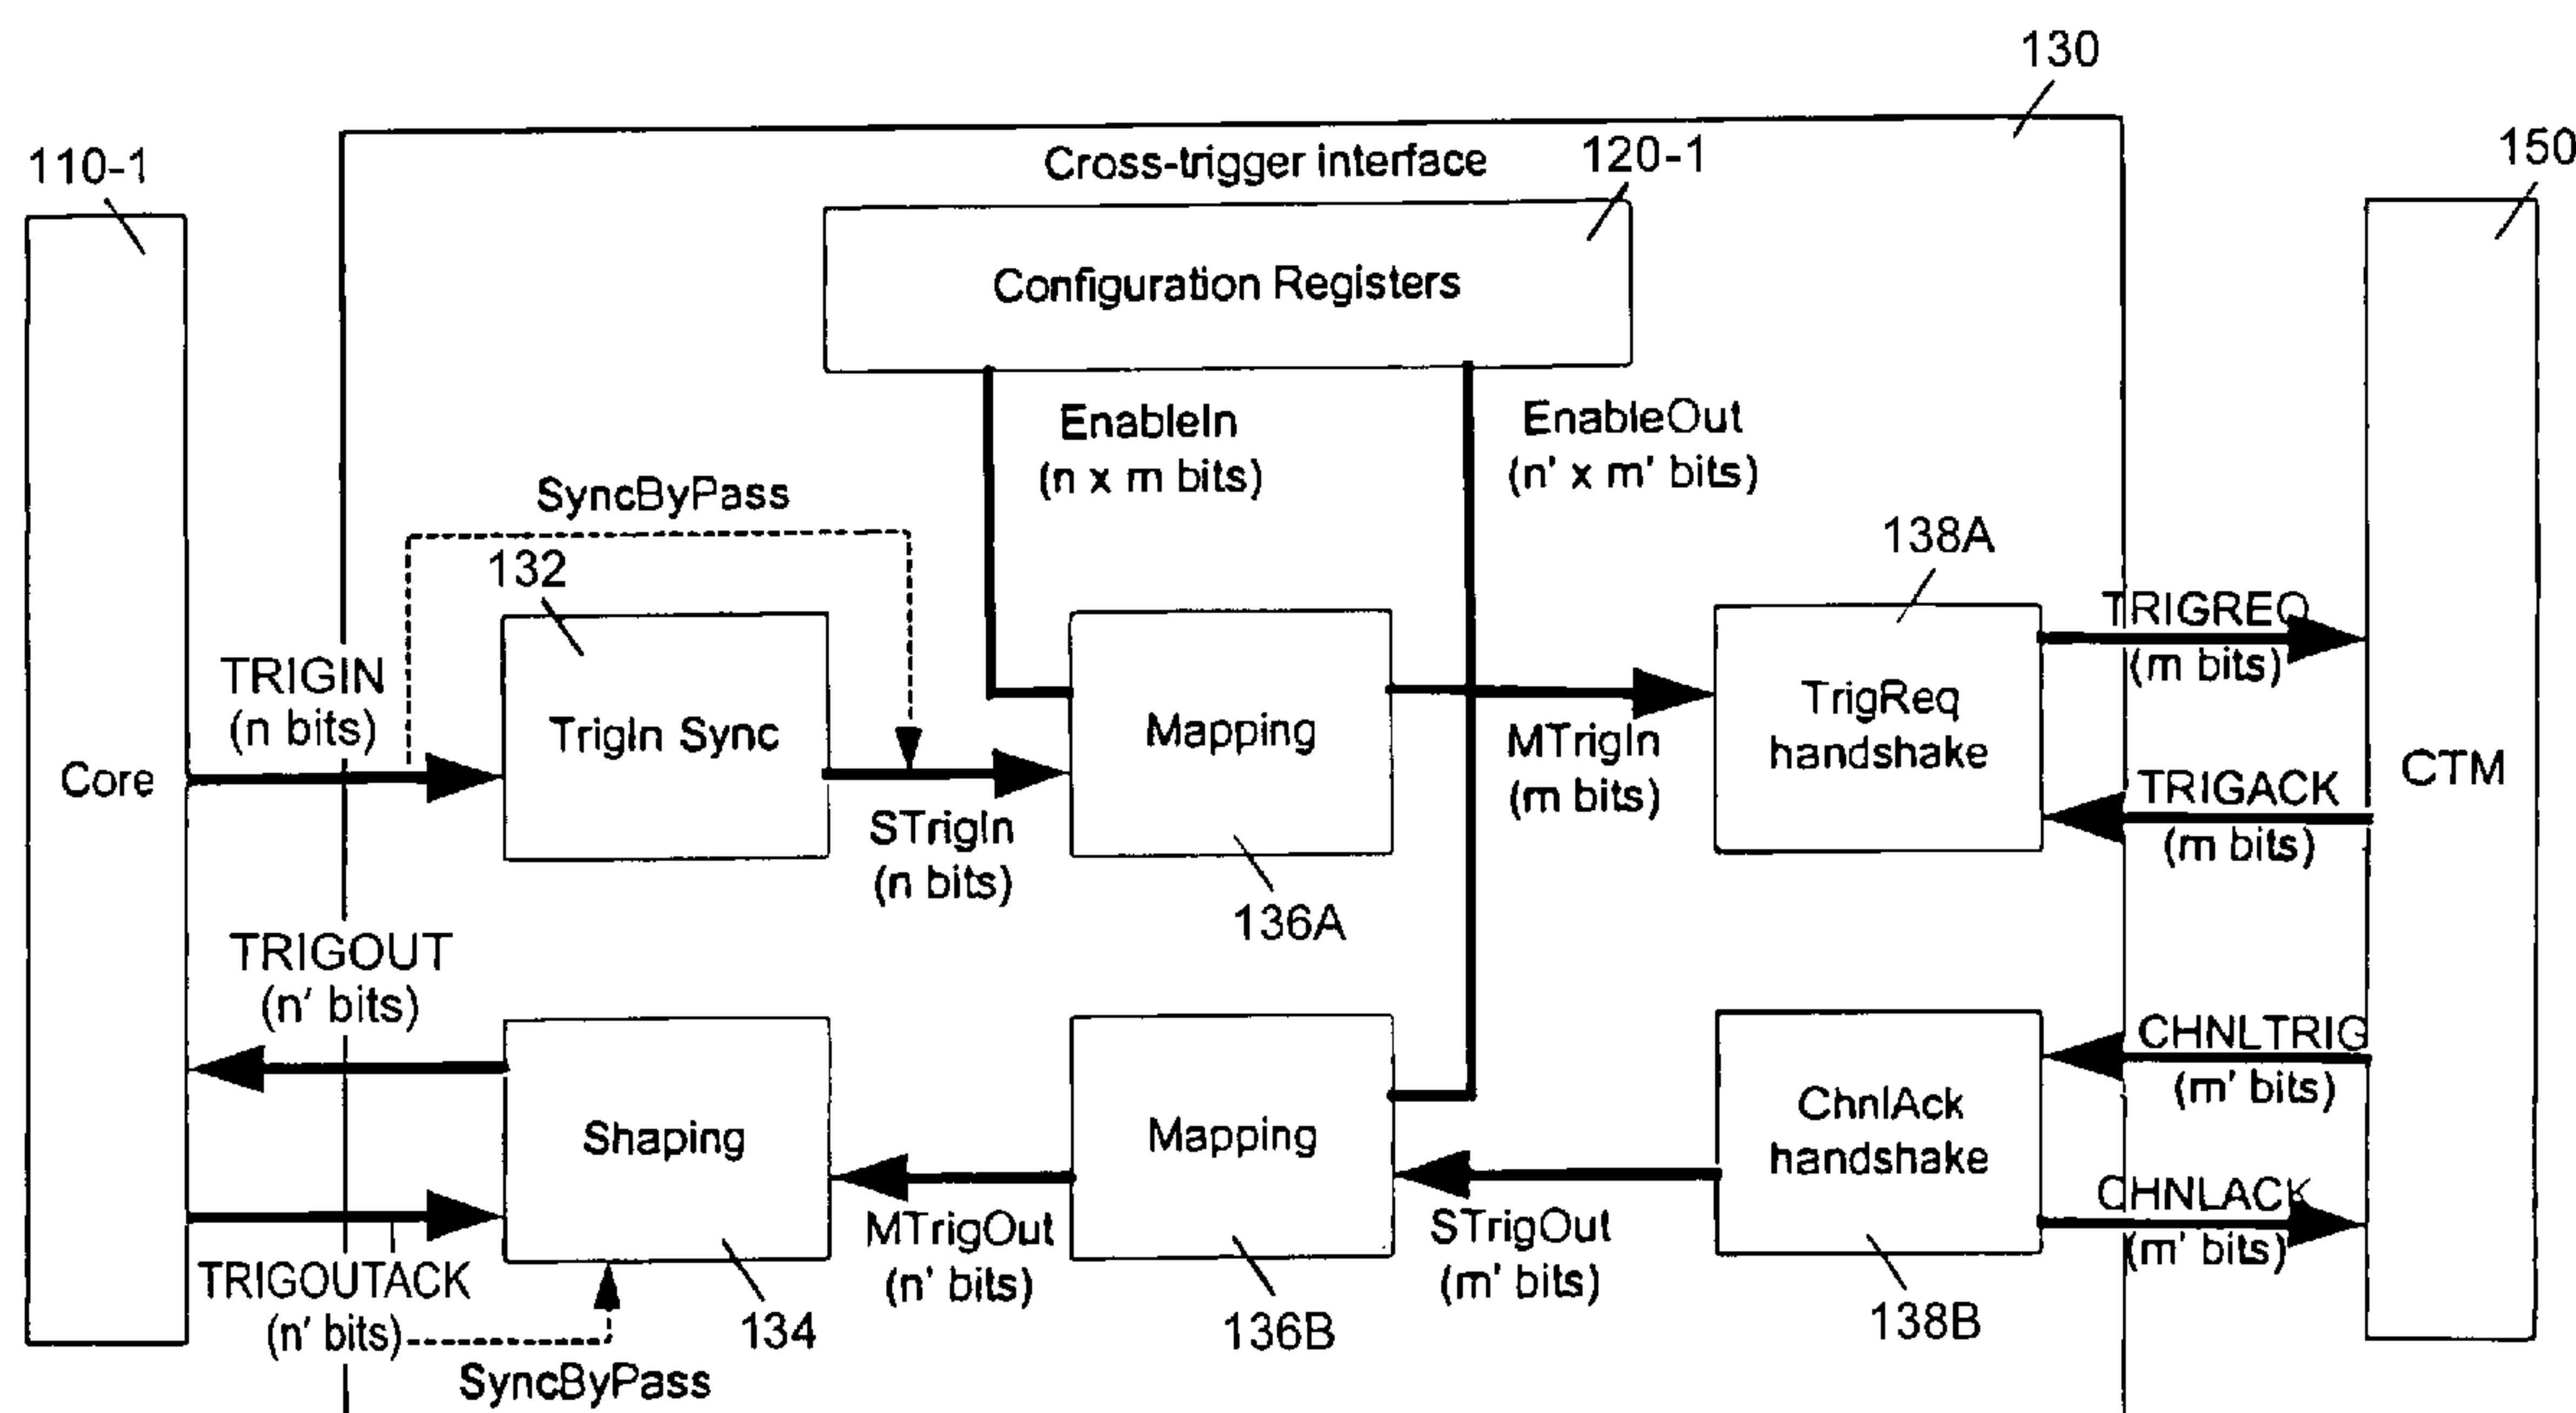 130
110-1
Cross-trigger interface
120-1
150
Configuration Registers
EnableIn
(n x m bits)
EnableOut
(n' x m' bits)
SyncByPass
132
138A
TRIGIN
(n bits)
TrigIn Sync
Mapping
MTrigIn
(m bits)
TrigReq
handshake
TRIGREQ
(m bits)
TRIGACK
(m bits)
Core
CTM
STrigIn
(n bits)
136A
TRIGOUT
(n' bits)
Shaping
Mapping
ChnlAck
handshake
CHNLTRIG
(m' bits)
CHNLACK
(m' bits)
TRIGOUTACK
(n' bits)
SyncByPass
134
MTrigOut
(n' bits)
136B
STrigOut
(m' bits)
138B